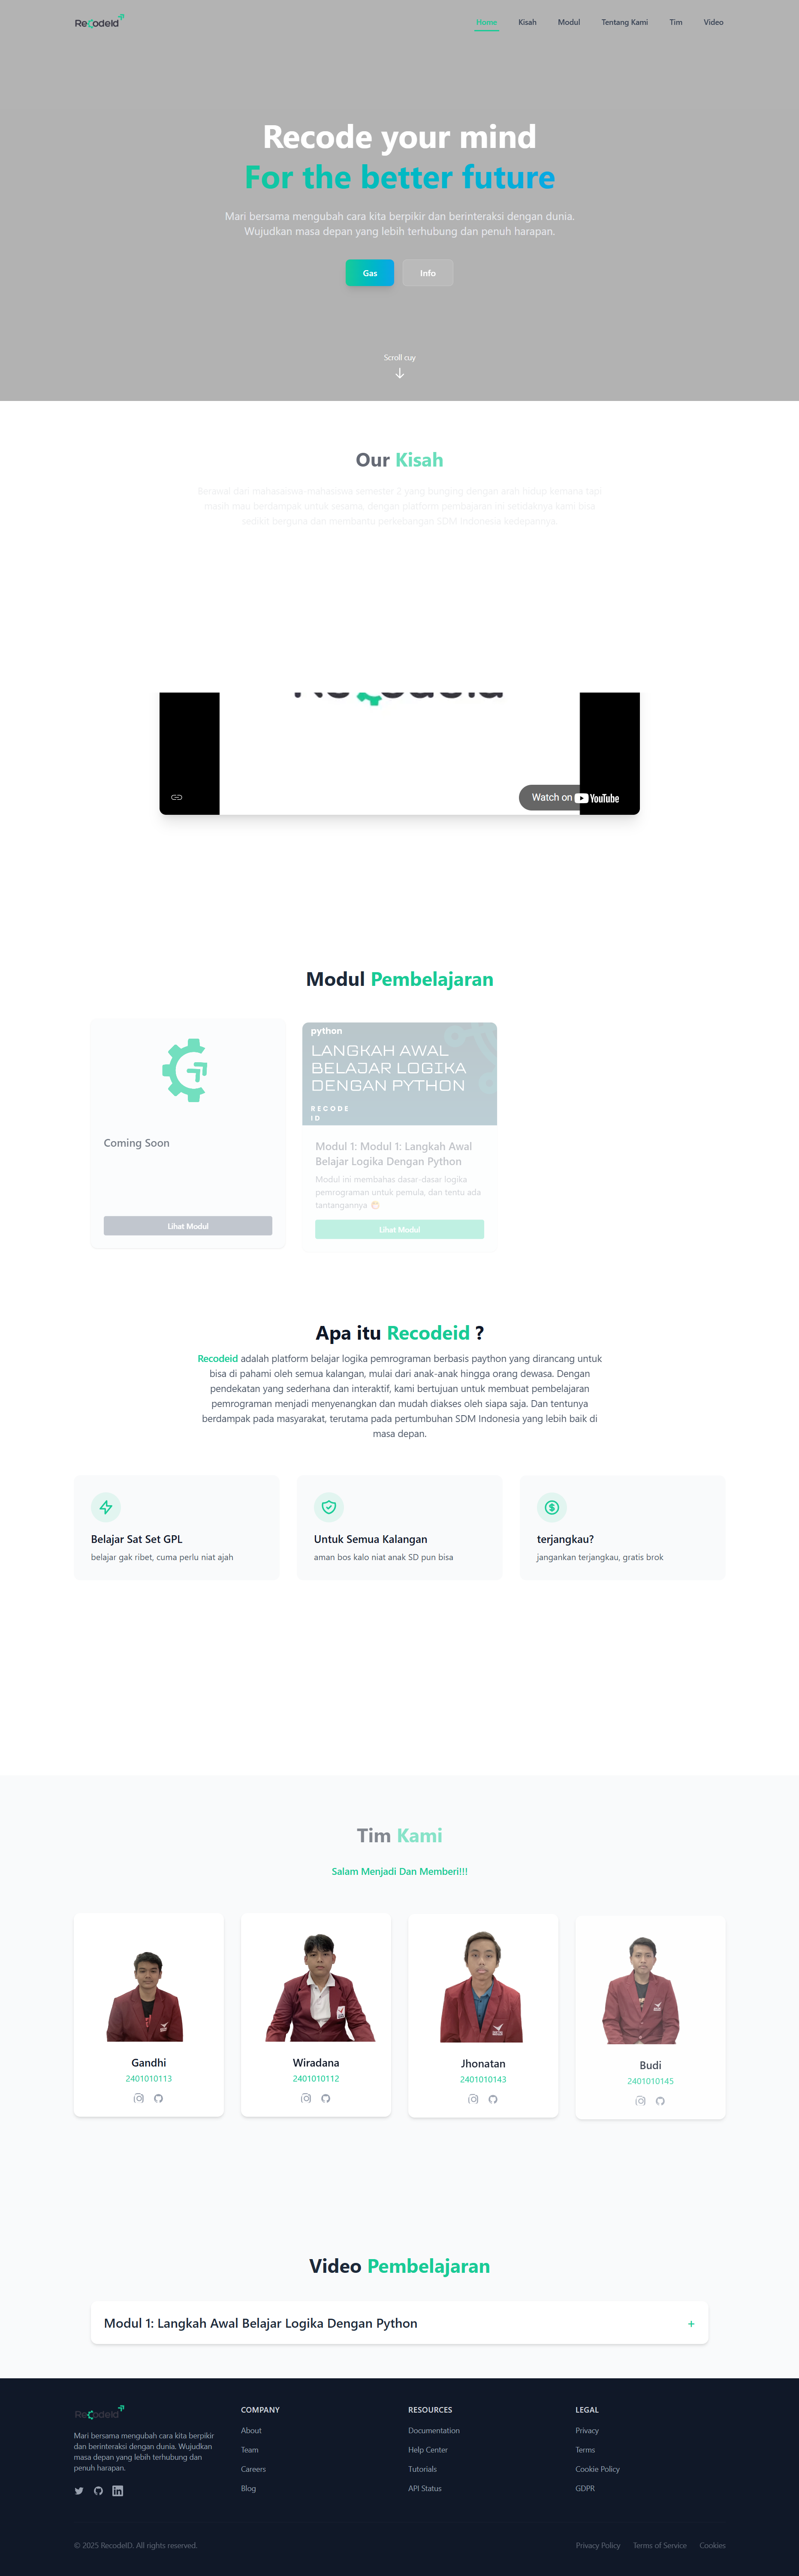 RecodeId
Home
Kisah
Modul
Tentang Kami
Tim
Video
Recode your mind
For the better future
Mari bersama mengubah cara kita berpikir dan berinteraksi dengan dunia.
Wujudkan masa depan yang lebih terhubung dan penuh harapan.
Gas
Info
Scroll cuy
Our Kisah
Berawal dari mahasiswa-mahasiswa semester 2 yang bunging dengan arah hidup kemana tapi
masih mau berdampak untuk sesama, dengan platform pembajaran ini setidaknya kami bisa
sedikit berguna dan membantu perkebangan SDM Indonesia kedepannya.
Watch on YouTube
Modul Pembelajaran
Coming Soon
Lihat Modul
python
LANGKAH AWAL
BELAJAR LOGIKA
DENGAN PYTHON
RECODE
ID
Modul 1: Modul 1: Langkah Awal
Belajar Logika Dengan Python
Modul ini membahas dasar-dasar logika
pemrograman untuk pemula, dan tentu ada
tantangannya
Lihat Modul
Apa itu Recodeid ?
Recodeid adalah platform belajar logika pemrograman berbasis paython yang dirancang untuk
bisa di pahami oleh semua kalangan, mulai dari anak-anak hingga orang dewasa. Dengan
pendekatan yang sederhana dan interaktif, kami bertujuan untuk membuat pembelajaran
pemrograman menjadi menyenangkan dan mudah diakses oleh siapa saja. Dan tentunya
berdampak pada masyarakat, terutama pada pertumbuhan SDM Indonesia yang lebih baik di
masa depan.
Belajar Sat Set GPL
belajar gak ribet, cuma perlu niat ajah
Untuk Semua Kalangan
aman bos kalo niat anak SD pun bisa
terjangkau?
jangankan terjangkau, gratis brok
Tim Kami
Salam Menjadi Dan Memberi!!!
Gandhi
2401010113
Wiradana
2401010112
Jhonatan
2401010143
Budi
2401010145
Video Pembelajaran
Modul 1: Langkah Awal Belajar Logika Dengan Python
+
RecodeId
Mari bersama mengubah cara kita berpikir
dan berinteraksi dengan dunia. Wujudkan
masa depan yang lebih terhubung dan
penuh harapan.
COMPANY
About
Team
Careers
Blog
RESOURCES
Documentation
Help Center
Tutorials
API Status
LEGAL
Privacy
Terms
Cookie Policy
GDPR
© 2025 RecodeID. All rights reserved.
Privacy Policy
Terms of Service
Cookies